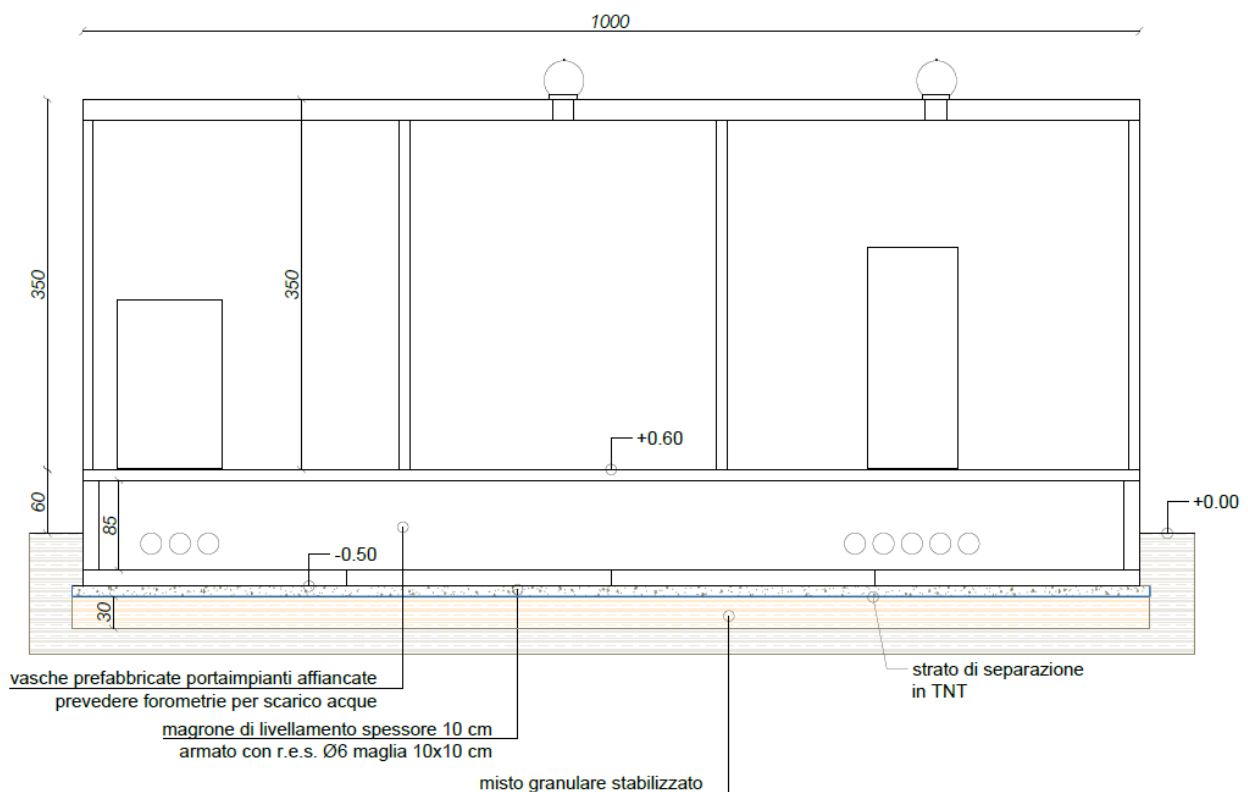 1000
350
350
+0.60
60
85
+0.00
-0.50
30
vasche prefabbricate portaimpianti affiancate
prevedere forometrie per scarico acque
strato di separazione
in TNT
magrone di livellamento spessore 10 cm
armato con r.e.s. Ø6 maglia 10x10 cm
misto granulare stabilizzato